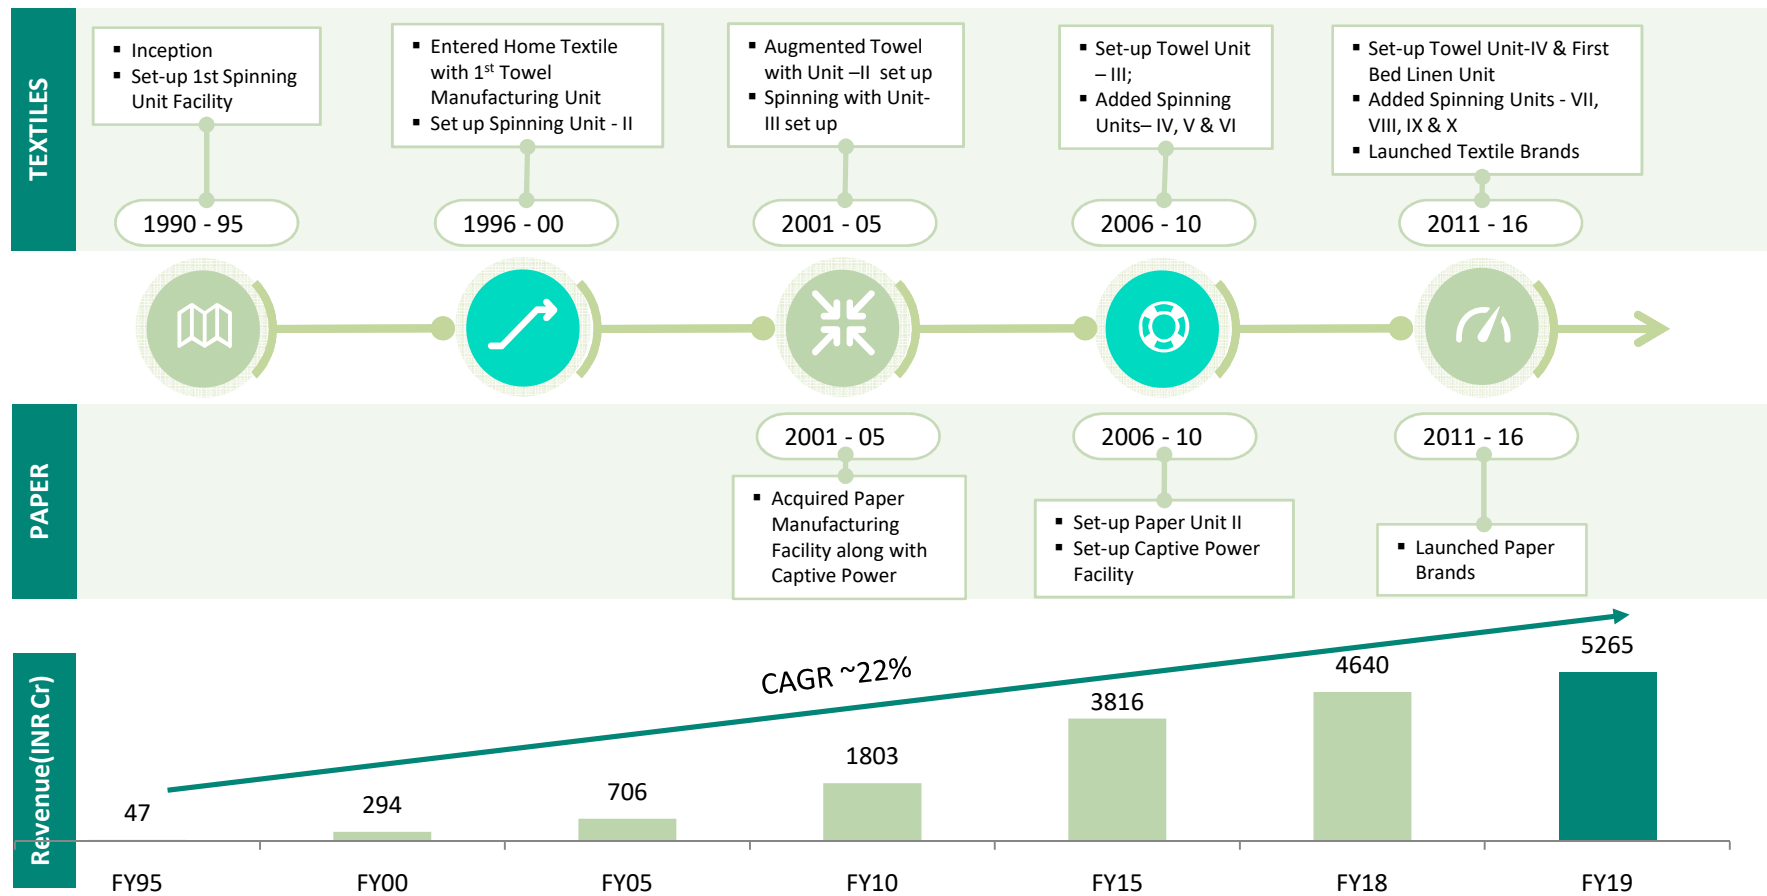 TEXTILES
▪ Inception
▪ Set-up 1st Spinning
Unit Facility
1990 - 95
▪ Entered Home Textile
with 1st Towel
Manufacturing Unit
▪ Set up Spinning Unit - II
1996 - 00
▪ Augmented Towel
with Unit –II set up
▪ Spinning with Unit-
III set up
2001 - 05
▪ Set-up Towel Unit
– III;
▪ Added Spinning
Units– IV, V & VI
2006 - 10
▪ Set-up Towel Unit-IV & First
Bed Linen Unit
▪ Added Spinning Units - VII,
VIII, IX & X
▪ Launched Textile Brands
2011 - 16
PAPER
2001 - 05
▪ Acquired Paper
Manufacturing
Facility along with
Captive Power
2006 - 10
▪ Set-up Paper Unit II
▪ Set-up Captive Power
Facility
2011 - 16
▪ Launched Paper
Brands
Revenue(INR Cr)
CAGR ~22%
47
294
706
1803
3816
4640
5265
FY95
FY00
FY05
FY10
FY15
FY18
FY19